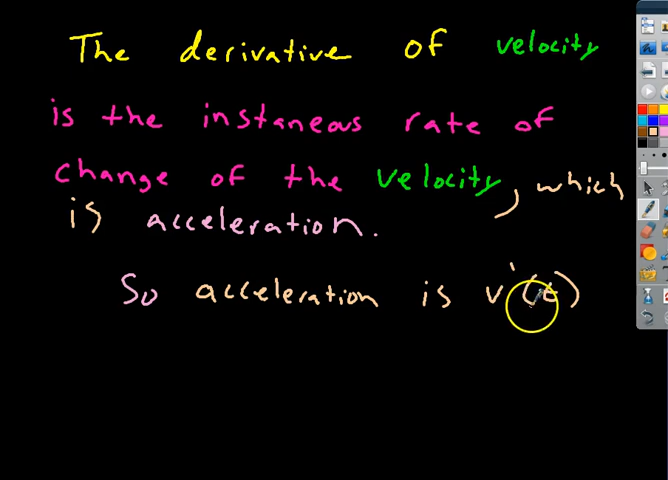 The derivative of velocity
is the instaneous rate of
change of the velocity, which
is acceleration.
So acceleration is v'(t)